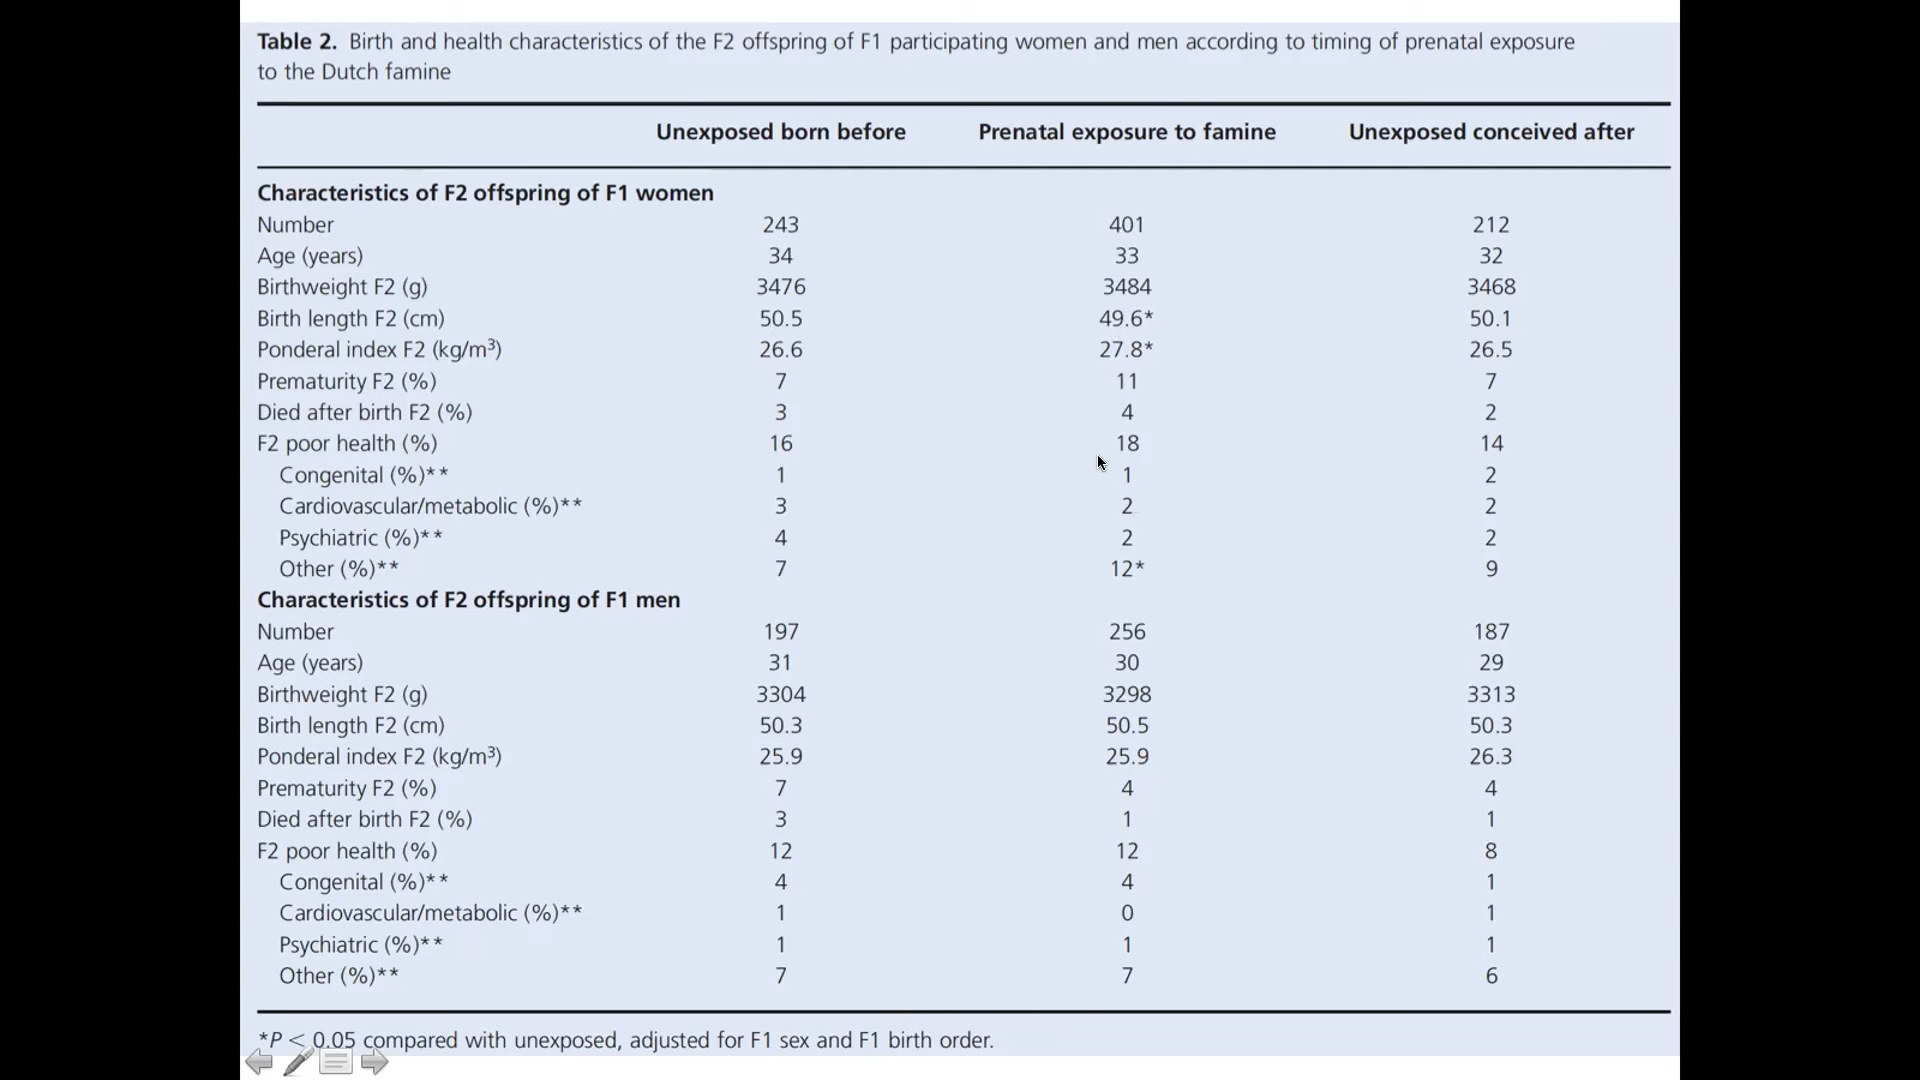 Table 2. Birth and health characteristics of the F2 offspring of F1 participating women and men according to timing of prenatal exposure
to the Dutch famine
Unexposed born before Prenatal exposure to famine Unexposed conceived after
Characteristics of F2 offspring of F1 women
Number 243 401 212
Age (years) 34 33 32
Birthweight F2 (g) 3476 3484 3468
Birth length F2 (cm) 50.5 49.6* 50.1
Ponderal index F2 (kg/m³) 26.6 27.8* 26.5
Prematurity F2 (%) 7 11 7
Died after birth F2 (%) 3 4 2
F2 poor health (%) 16 18 14
Congenital (%)** 1 1 2
Cardiovascular/metabolic (%)** 3 2 2
Psychiatric (%)** 4 2 2
Other (%)** 7 12* 9
Characteristics of F2 offspring of F1 men
Number 197 256 187
Age (years) 31 30 29
Birthweight F2 (g) 3304 3298 3313
Birth length F2 (cm) 50.3 50.5 50.3
Ponderal index F2 (kg/m³) 25.9 25.9 26.3
Prematurity F2 (%) 7 4 4
Died after birth F2 (%) 3 1 1
F2 poor health (%) 12 12 8
Congenital (%)** 4 4 1
Cardiovascular/metabolic (%)** 1 0 1
Psychiatric (%)** 1 1 1
Other (%)** 7 7 6
*P < 0.05 compared with unexposed, adjusted for F1 sex and F1 birth order.